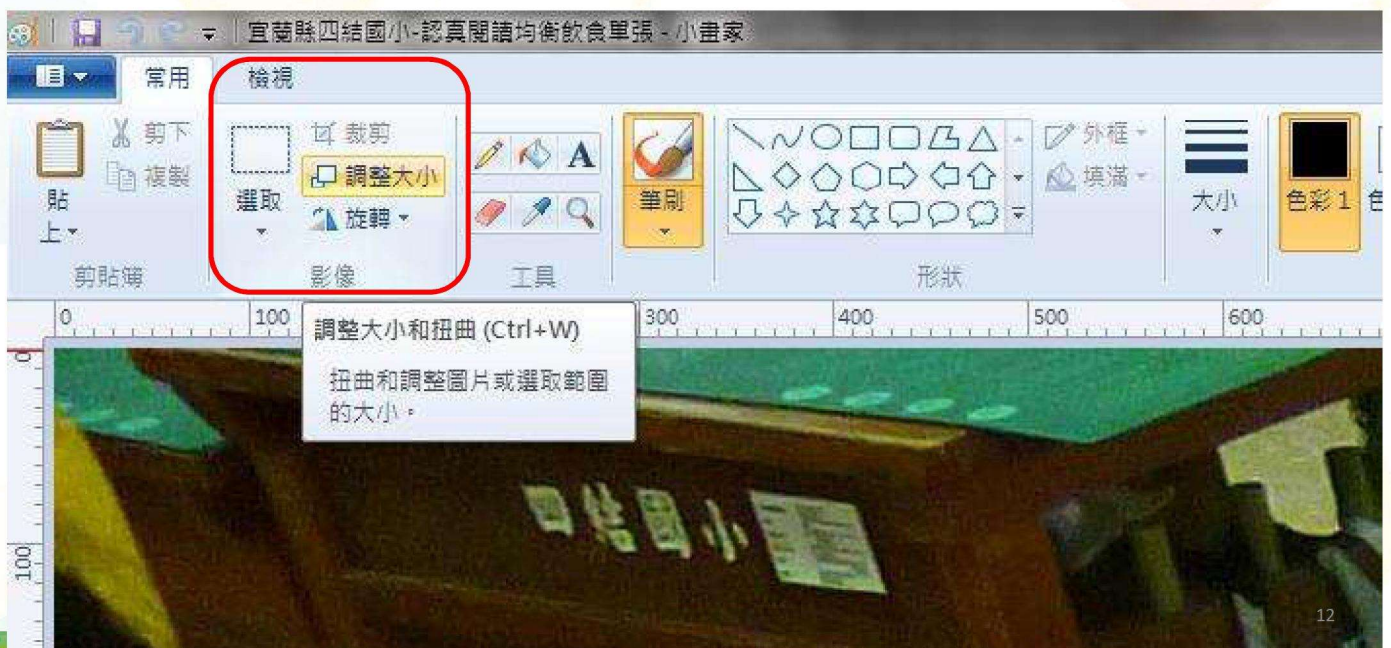 宜蘭縣四結國小-認真閱讀均衡飲食單張 - 小畫家
常用 檢視
剪下
複製
貼上
剪貼簿
選取
裁剪
調整大小
旋轉
影像
A
工具
筆刷
外框
填滿
形狀
大小
色彩 1
色
0 100 300 400 500 600
調整大小和扭曲 (Ctrl+W)
扭曲和調整圖片或選取範圍
的大小。
0
100
四結國小
12